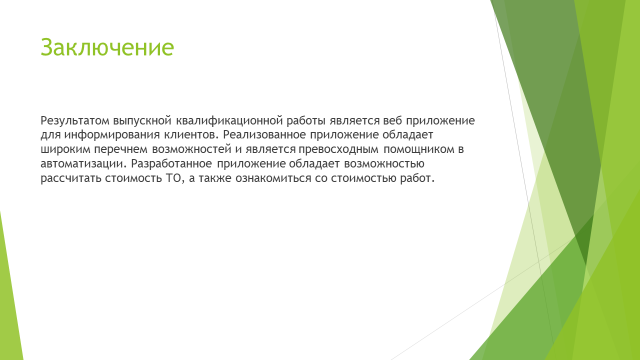 Заключение
Результатом выпускной квалификационной работы является веб приложение
для информирования клиентов. Реализованное приложение обладает
широким перечнем возможностей и является превосходным помощником в
автоматизации. Разработанное приложение обладает возможностью
рассчитать стоимость ТО, а также ознакомиться со стоимостью работ.